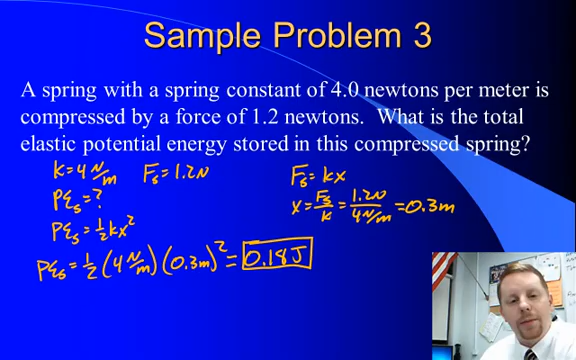 Sample Problem 3
A spring with a spring constant of 4.0 newtons per meter is
compressed by a force of 1.2 newtons. What is the total
elastic potential energy stored in this compressed spring?
K=4 N/m Fₛ=1.2N
PEₛ=?
PEₛ=½kx²
PEₛ=½(4 N/m)(0.3m)²=0.18J
Fₛ=kx
x=Fₛ/k=1.2N/4N/m=0.3m